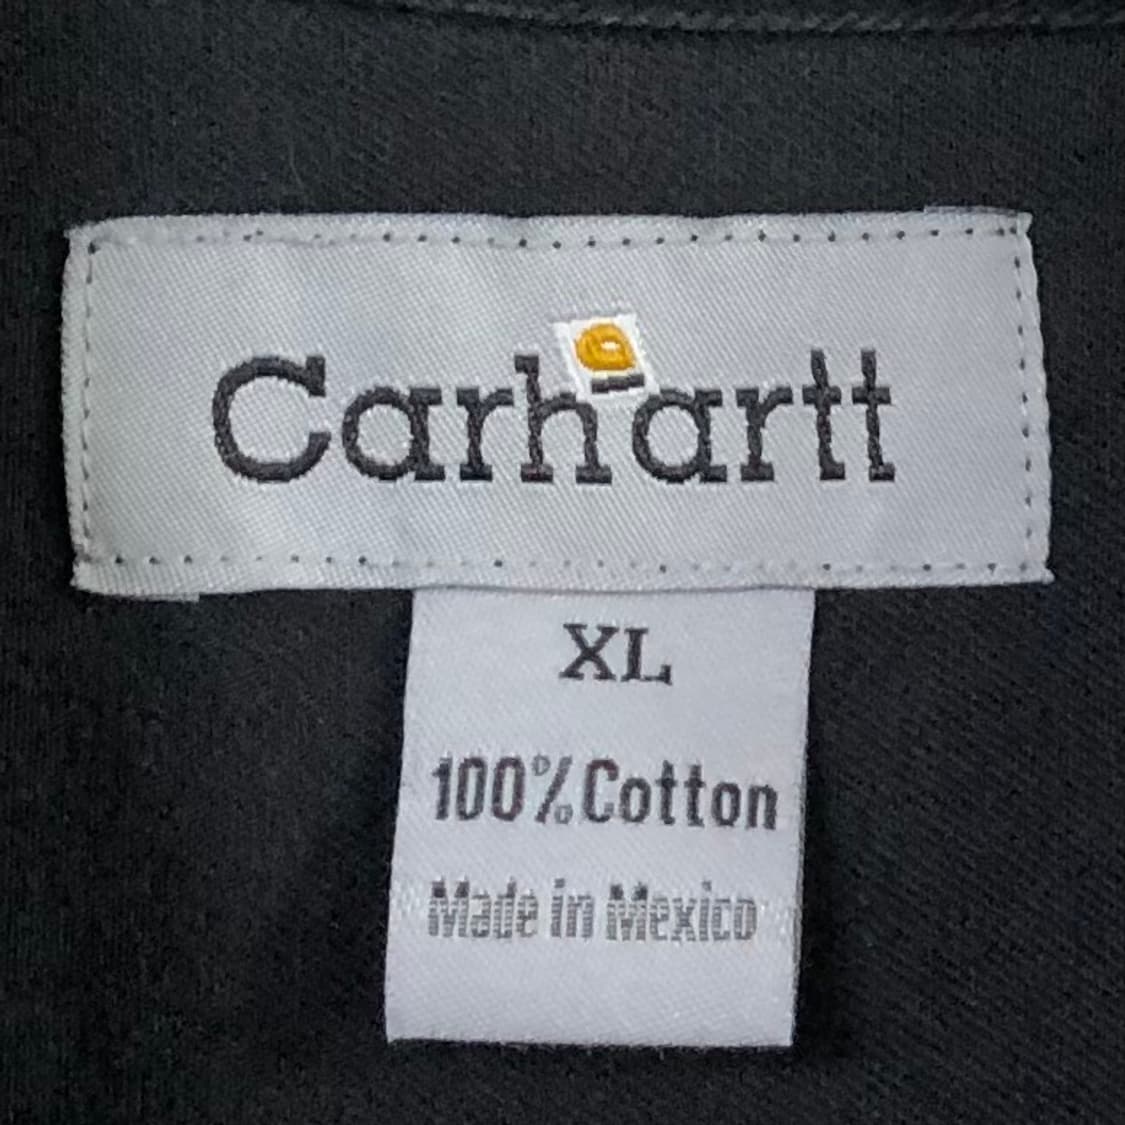 Carhartt
XL
100% Cotton
Made in Mexico